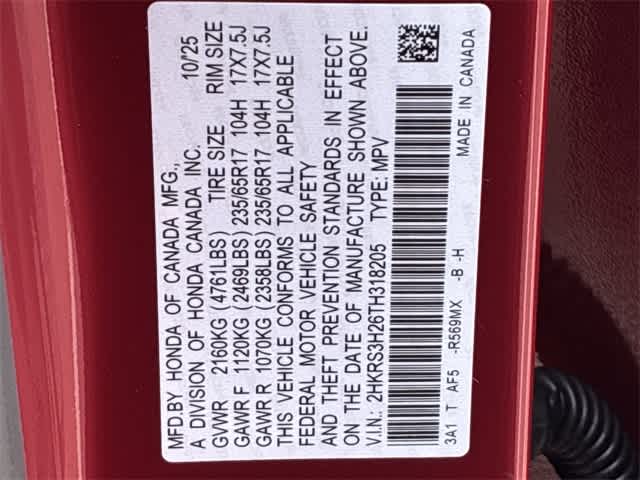 MFD.BY HONDA OF CANADA MFG.,
A DIVISION OF HONDA CANADA INC. 10/25
GVWR 2160KG (4761LBS) TIRE SIZE RIM SIZE
GAWR F 1120KG (2469LBS) 235/65R17 104H 17X7.5J
GAWR R 1070KG (2358LBS) 235/65R17 104H 17X7.5J
THIS VEHICLE CONFORMS TO ALL APPLICABLE
FEDERAL MOTOR VEHICLE SAFETY
AND THEFT PREVENTION STANDARDS IN EFFECT
ON THE DATE OF MANUFACTURE SHOWN ABOVE.
V.I.N.: 2HKRS3H26TH318205 TYPE: MPV
3A1 T AF5 -R569MX -B -H MADE IN CANADA